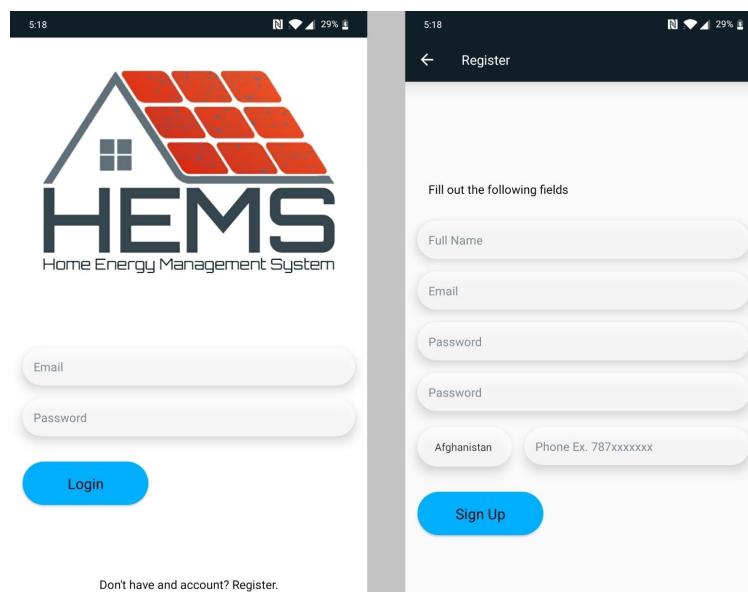 5:18
29%
HEMS
Home Energy Management System
Email
Password
Login
Don't have and account? Register.
5:18
29%
Register
Fill out the following fields
Full Name
Email
Password
Password
Afghanistan
Phone Ex. 787xxxxxxx
Sign Up